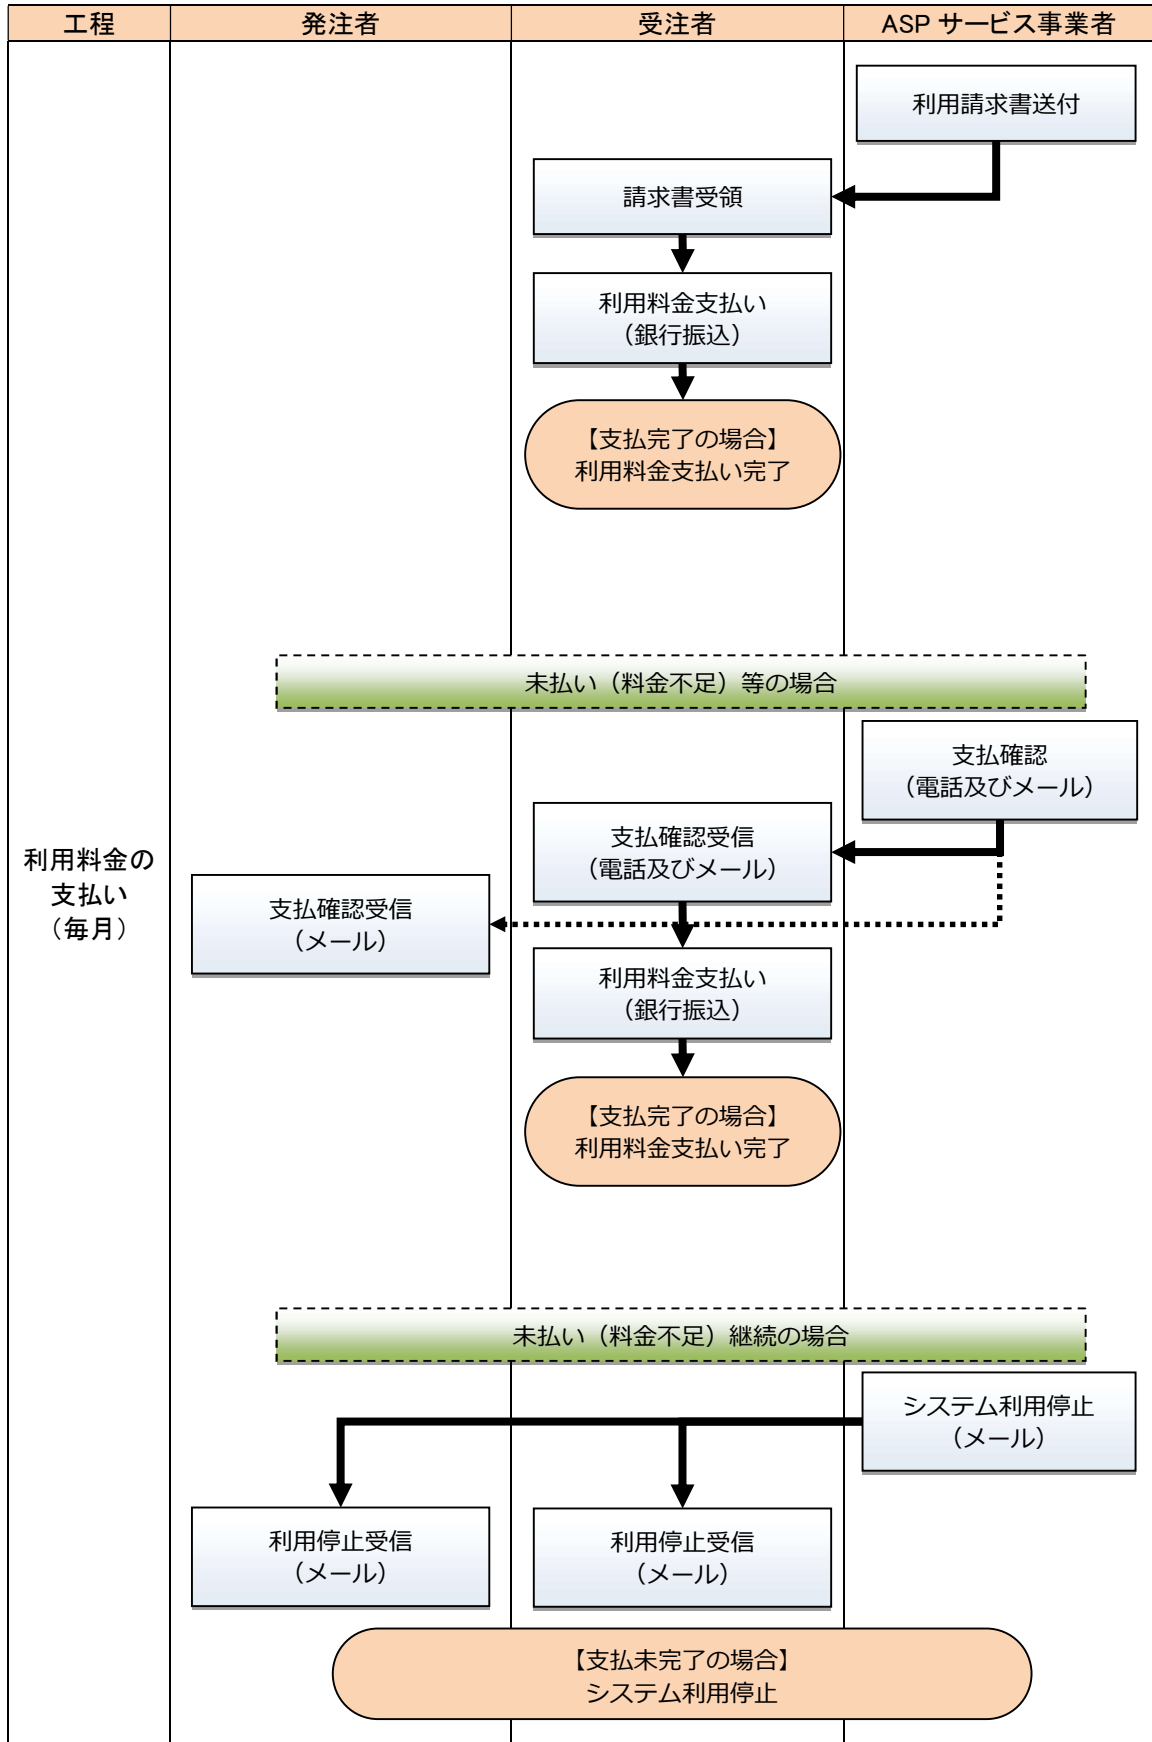 工程
発注者
受注者
ASP サービス事業者
利用請求書送付
請求書受領
利用料金支払い
（銀行振込）
【支払完了の場合】
利用料金支払い完了
未払い（料金不足）等の場合
支払確認
（電話及びメール）
支払確認受信
（電話及びメール）
利用料金の
支払い
（毎月）
支払確認受信
（メール）
利用料金支払い
（銀行振込）
【支払完了の場合】
利用料金支払い完了
未払い（料金不足）継続の場合
システム利用停止
（メール）
利用停止受信
（メール）
利用停止受信
（メール）
【支払未完了の場合】
システム利用停止